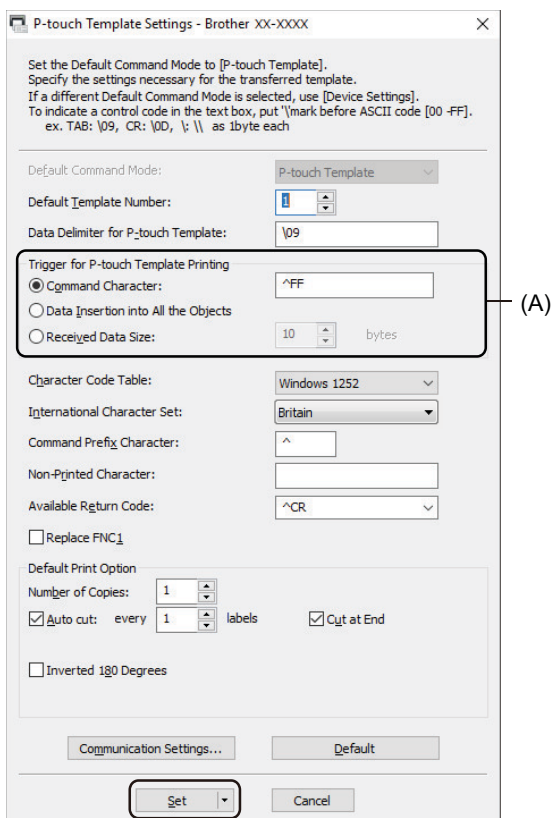 P-touch Template Settings - Brother XX-XXXX
Set the Default Command Mode to [P-touch Template].
Specify the settings necessary for the transferred template.
If a different Default Command Mode is selected, use [Device Settings].
To indicate a control code in the text box, put '\'mark before ASCII code [00 -FF].
ex. TAB: \09, CR: \0D, \: \\ as 1byte each
Default Command Mode: P-touch Template
Default Template Number: 1
Data Delimiter for P-touch Template: \09
Trigger for P-touch Template Printing
Command Character: ^FF
(A)
Data Insertion into All the Objects
Received Data Size: 10 bytes
Character Code Table: Windows 1252
International Character Set: Britain
Command Prefix Character: ^
Non-Printed Character:
Available Return Code: ^CR
Replace FNC1
Default Print Option
Number of Copies: 1
Auto cut: every 1 labels Cut at End
Inverted 180 Degrees
Communication Settings... Default
Set Cancel